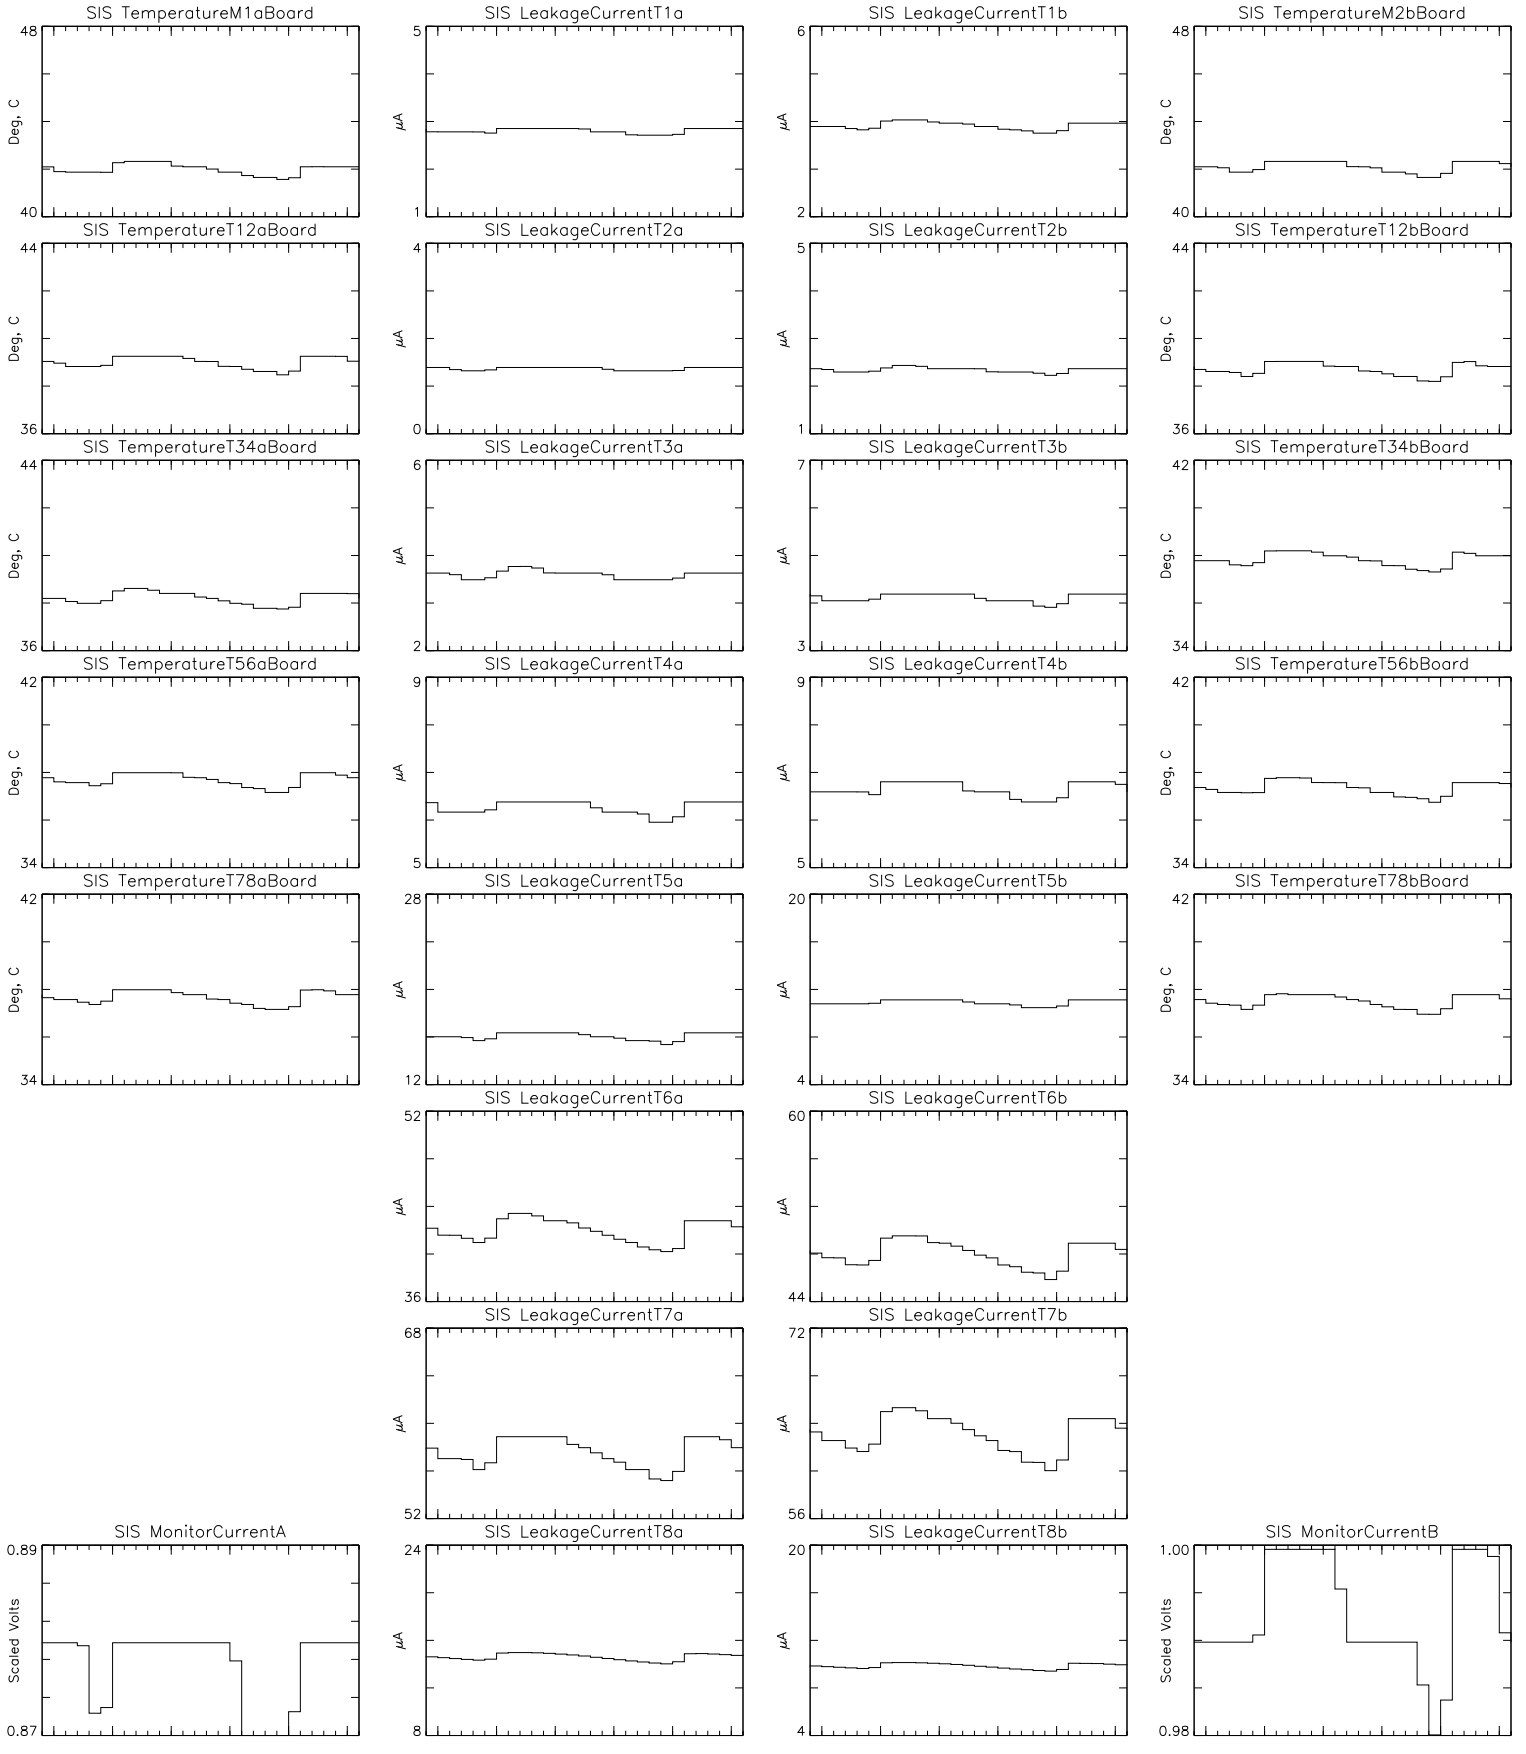 SIS TemperatureM1aBoard
48
Deg, C
40
SIS LeakageCurrentT1a
5
μA
1
SIS LeakageCurrentT1b
6
μA
2
SIS TemperatureM2bBoard
48
Deg, C
40
SIS TemperatureT12aBoard
44
Deg, C
36
SIS LeakageCurrentT2a
4
μA
0
SIS LeakageCurrentT2b
5
μA
1
SIS TemperatureT12bBoard
44
Deg, C
36
SIS TemperatureT34aBoard
44
Deg, C
36
SIS LeakageCurrentT3a
6
μA
2
SIS LeakageCurrentT3b
7
μA
3
SIS TemperatureT34bBoard
42
Deg, C
34
SIS TemperatureT56aBoard
42
Deg, C
34
SIS LeakageCurrentT4a
9
μA
5
SIS LeakageCurrentT4b
9
μA
5
SIS TemperatureT56bBoard
42
Deg, C
34
SIS TemperatureT78aBoard
42
Deg, C
34
SIS LeakageCurrentT5a
28
μA
12
SIS LeakageCurrentT5b
20
μA
4
SIS TemperatureT78bBoard
42
Deg, C
34
SIS LeakageCurrentT6a
52
μA
36
SIS LeakageCurrentT6b
60
μA
44
SIS LeakageCurrentT7a
68
μA
52
SIS LeakageCurrentT7b
72
μA
56
SIS MonitorCurrentA
0.89
Scaled Volts
0.87
SIS LeakageCurrentT8a
24
μA
8
SIS LeakageCurrentT8b
20
μA
4
SIS MonitorCurrentB
1.00
Scaled Volts
0.98